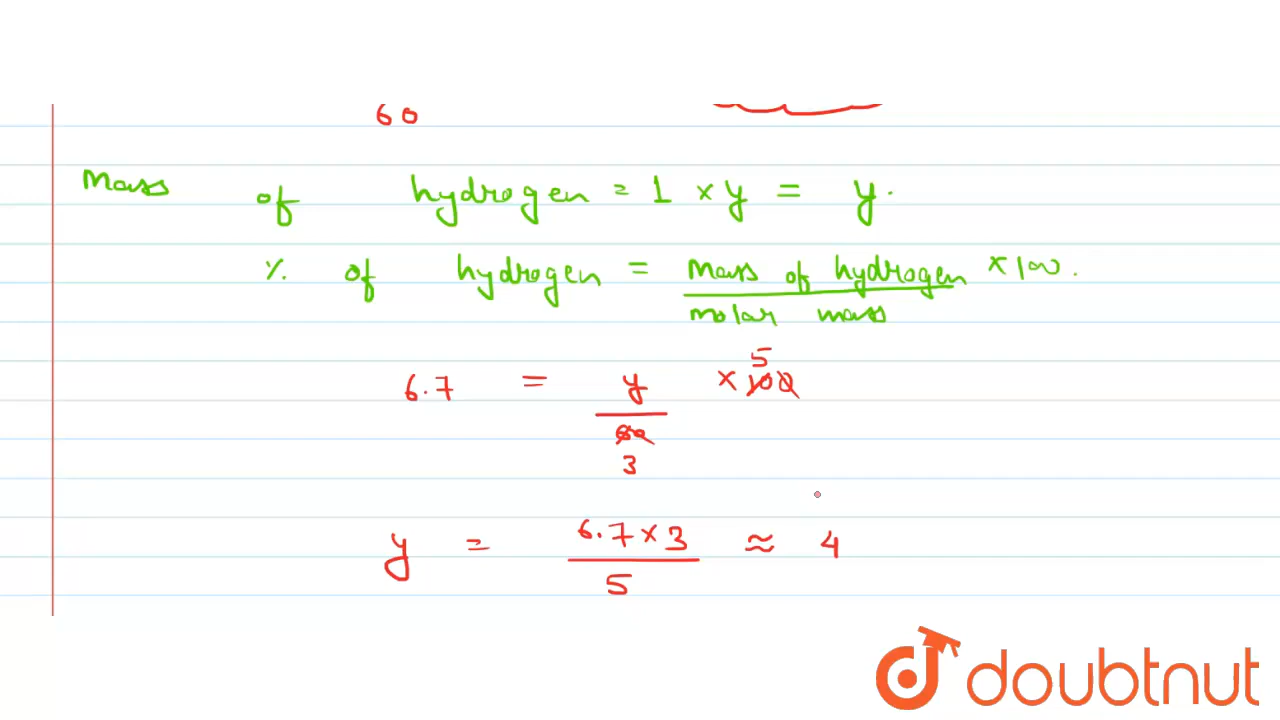 60
Mass of hydrogen = 1 × y = y.
% of hydrogen = Mass of hydrogen × 100.
molar mass
5
6.7 = y × 100
60
3
y = 6.7 × 3 ≈ 4
5
doubtnut